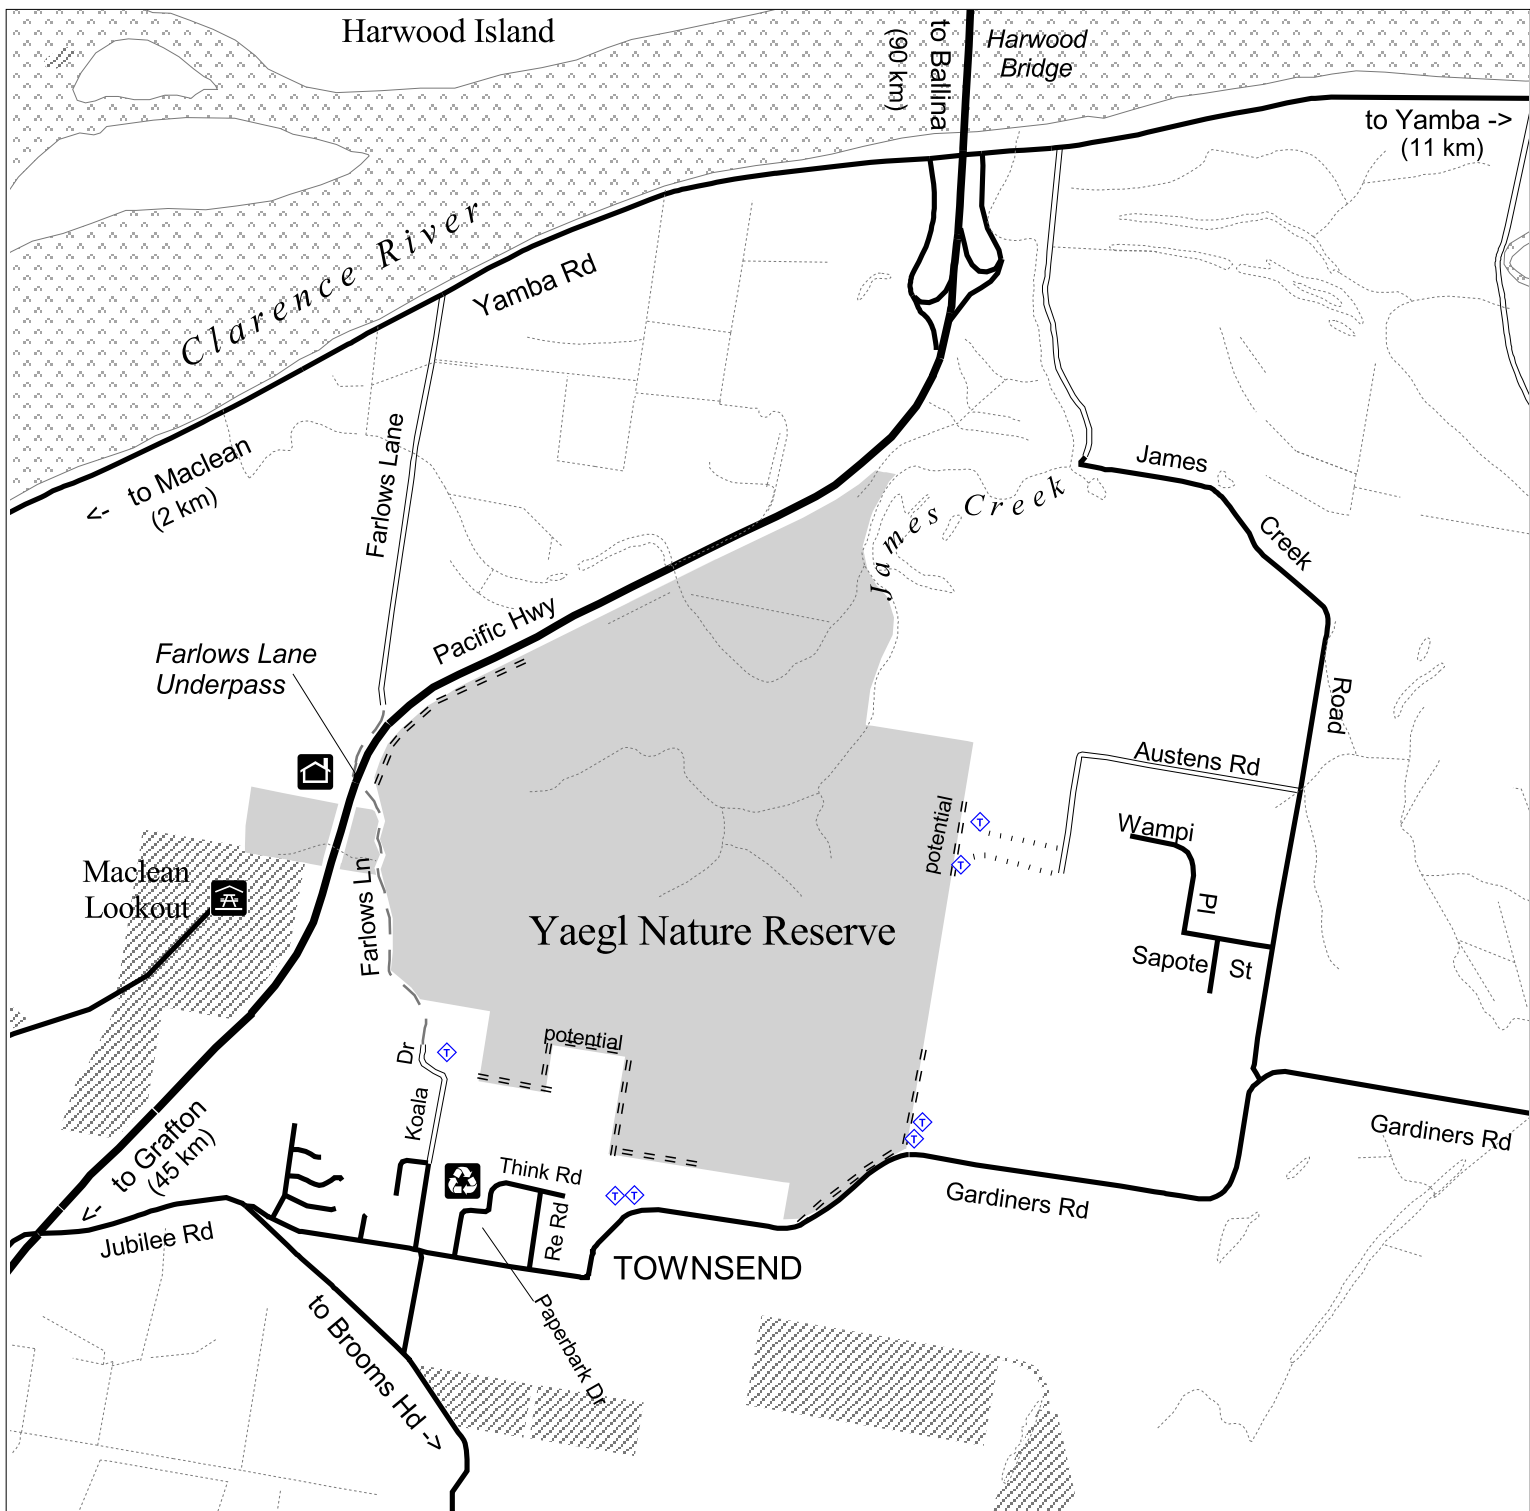 Harwood Island
to Ballina
(90 km)
Harwood
Bridge
to Yamba ->
(11 km)
Clarence River
Yamba Rd
<- to Maclean
(2 km)
Farlows Lane
James
Creek
Road
James Creek
Pacific Hwy
Farlows Lane
Underpass
Austens Rd
Wampi
Pl
Sapote St
potential
T
T
Maclean
Lookout
Farlows Ln
Yaegl Nature Reserve
potential
Koala Dr
T
<- to Grafton
(45 km)
Jubilee Rd
Think Rd
Re Rd
T
T
T
T
Gardiners Rd
Gardiners Rd
TOWNSEND
Paperbark Dr
to Brooms Hd ->